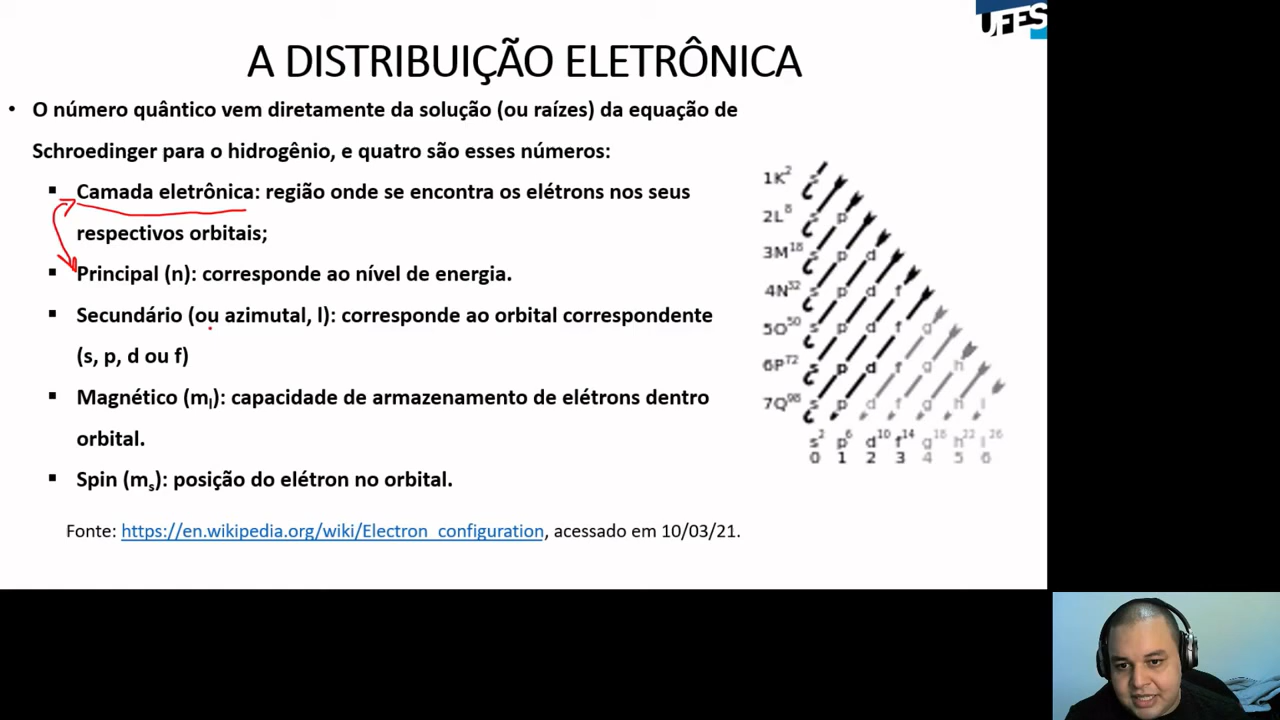 UFES
A DISTRIBUIÇÃO ELETRÔNICA
• O número quântico vem diretamente da solução (ou raízes) da equação de
Schroedinger para o hidrogênio, e quatro são esses números:
▪ Camada eletrônica: região onde se encontra os elétrons nos seus
respectivos orbitais;
▪ Principal (n): corresponde ao nível de energia.
▪ Secundário (ou azimutal, l): corresponde ao orbital correspondente
(s, p, d ou f)
▪ Magnético (mₗ): capacidade de armazenamento de elétrons dentro
orbital.
▪ Spin (mₛ): posição do elétron no orbital.
Fonte: https://en.wikipedia.org/wiki/Electron_configuration, acessado em 10/03/21.
1K² s
2L⁸ s p
3M¹⁸ s p d
4N³² s p d f
5O⁵⁰ s p d f g
6P⁷² s p d f g h
7Q⁹⁸ s p d f g h i
s² p⁶ d¹⁰ f¹⁴ g¹⁸ h²² i²⁶
0 1 2 3 4 5 6